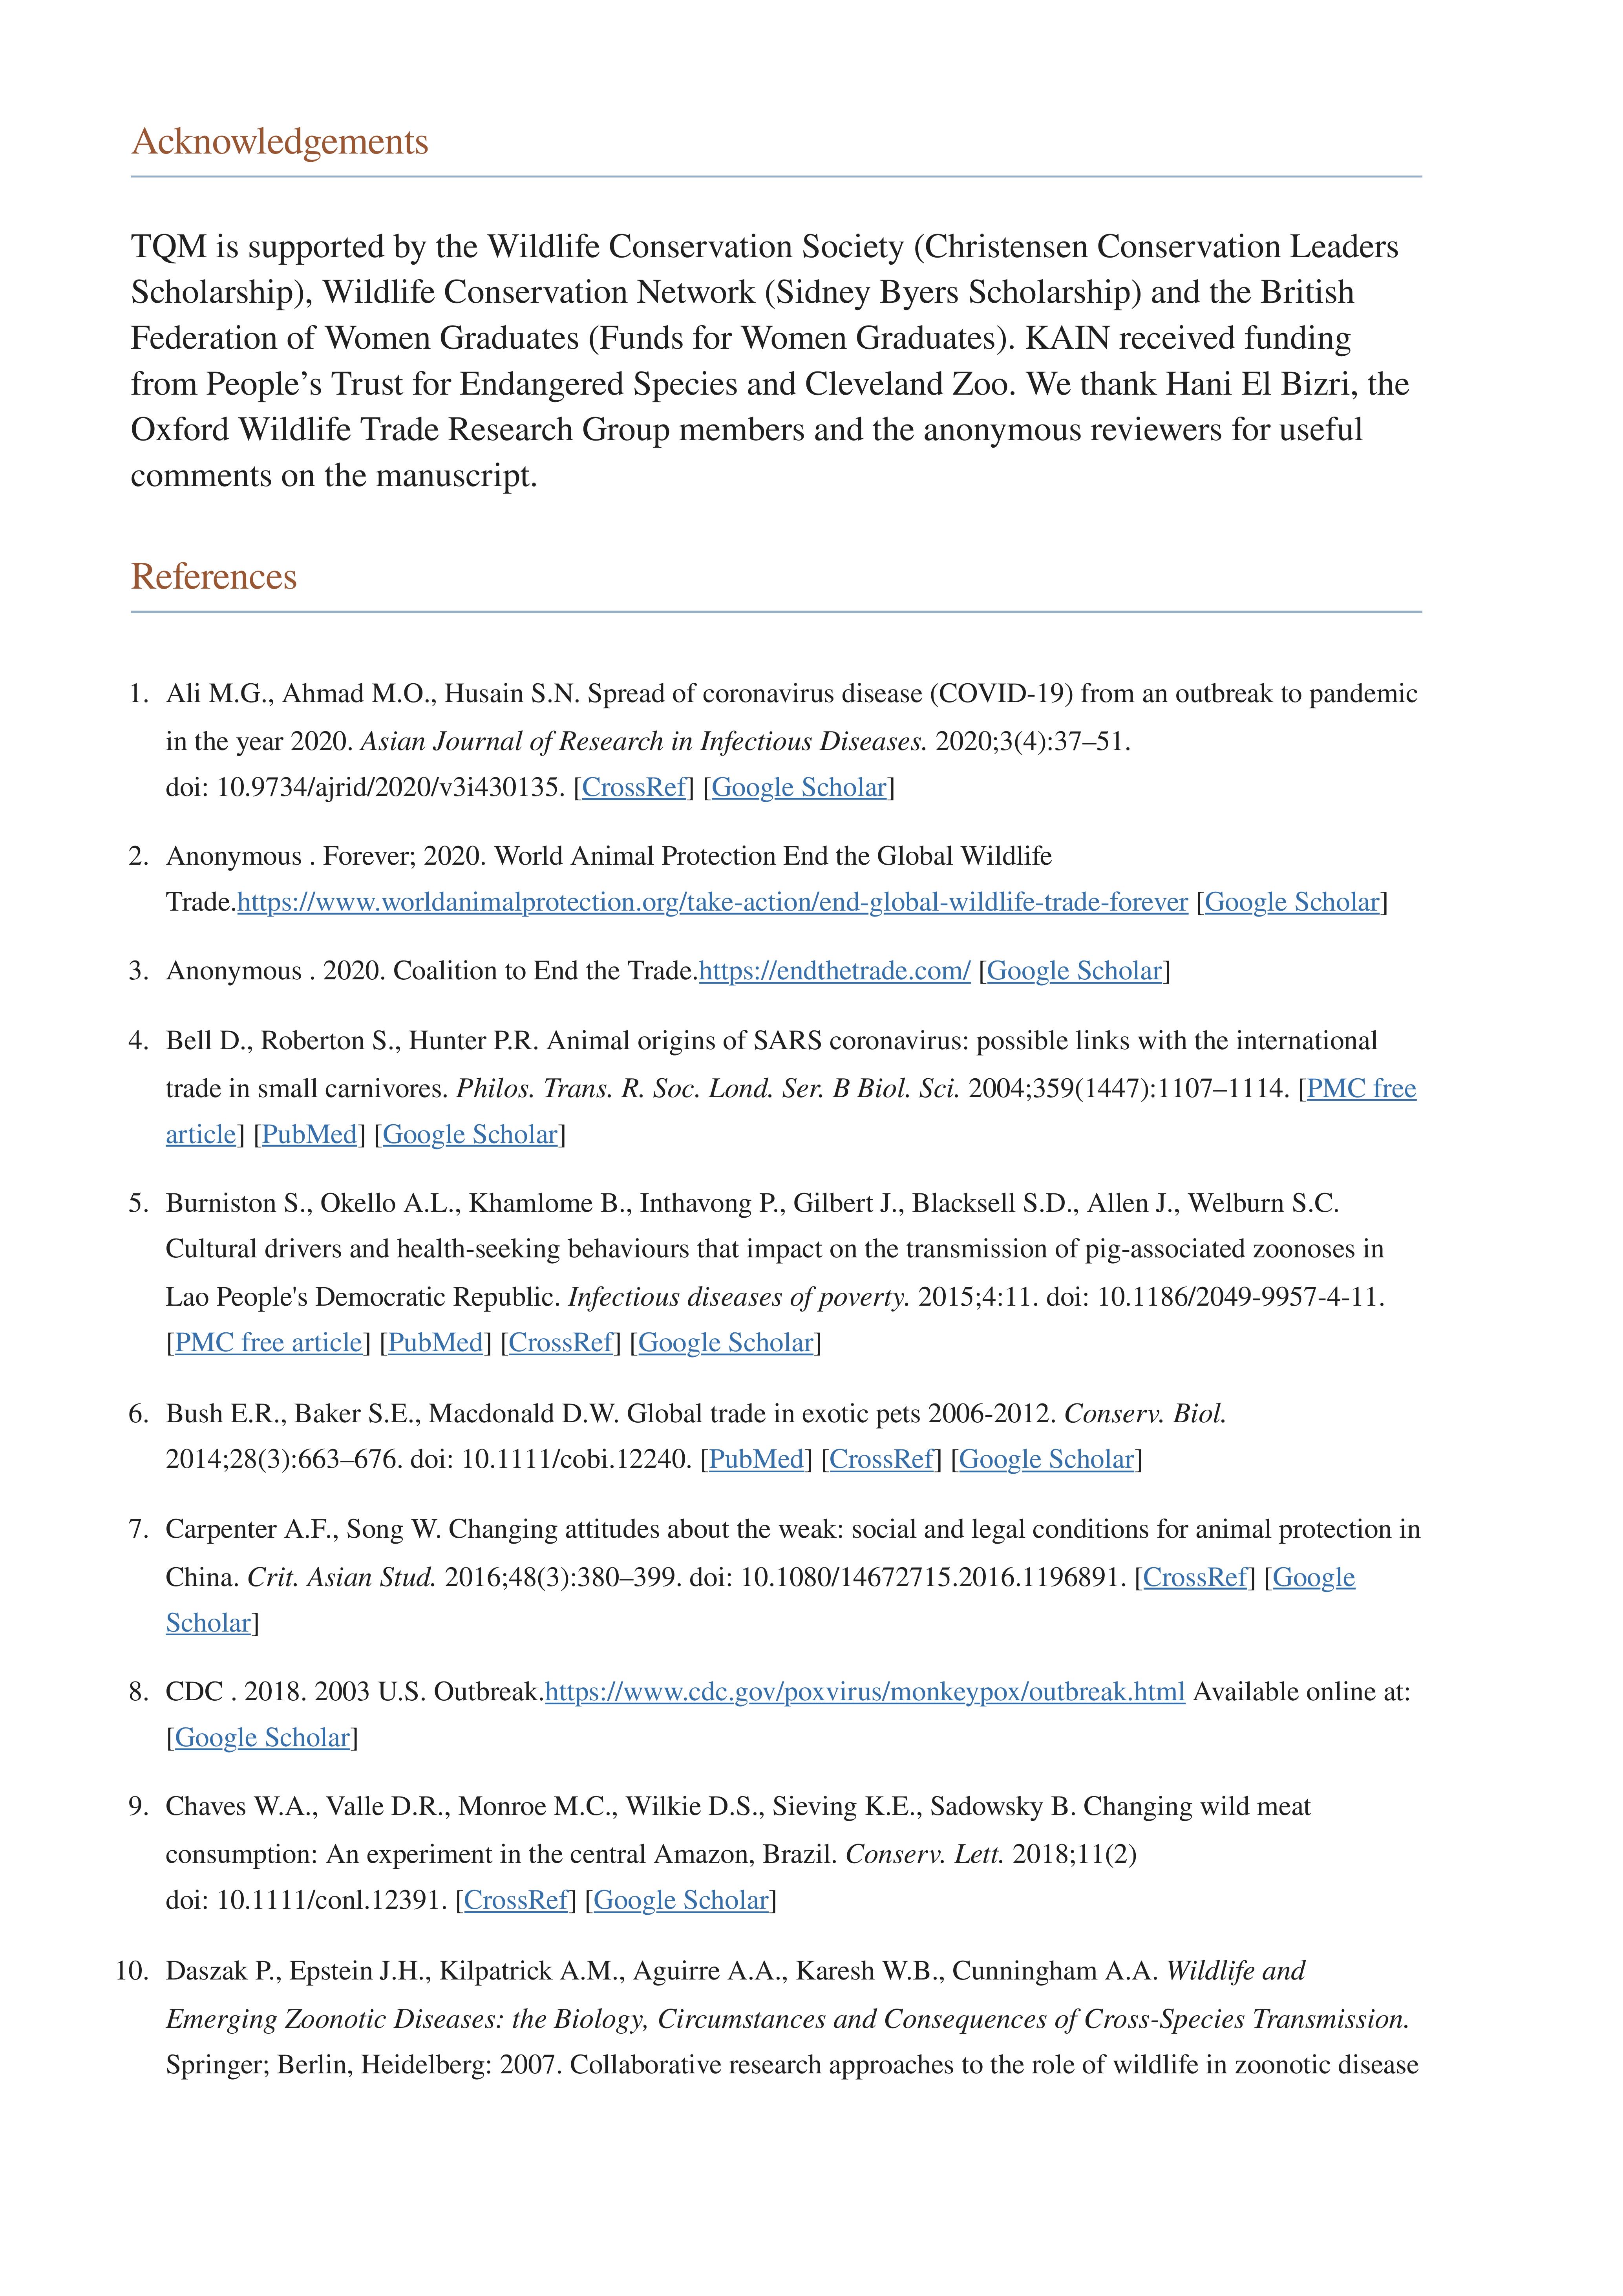 Acknowledgements
TQM is supported by the Wildlife Conservation Society (Christensen Conservation Leaders
Scholarship), Wildlife Conservation Network (Sidney Byers Scholarship) and the British
Federation of Women Graduates (Funds for Women Graduates). KAIN received funding
from People’s Trust for Endangered Species and Cleveland Zoo. We thank Hani El Bizri, the
Oxford Wildlife Trade Research Group members and the anonymous reviewers for useful
comments on the manuscript.
References
1. Ali M.G., Ahmad M.O., Husain S.N. Spread of coronavirus disease (COVID-19) from an outbreak to pandemic
in the year 2020. Asian Journal of Research in Infectious Diseases. 2020;3(4):37–51.
doi: 10.9734/ajrid/2020/v3i430135. [CrossRef] [Google Scholar]
2. Anonymous . Forever; 2020. World Animal Protection End the Global Wildlife
Trade.https://www.worldanimalprotection.org/take-action/end-global-wildlife-trade-forever [Google Scholar]
3. Anonymous . 2020. Coalition to End the Trade.https://endthetrade.com/ [Google Scholar]
4. Bell D., Roberton S., Hunter P.R. Animal origins of SARS coronavirus: possible links with the international
trade in small carnivores. Philos. Trans. R. Soc. Lond. Ser. B Biol. Sci. 2004;359(1447):1107–1114. [PMC free
article] [PubMed] [Google Scholar]
5. Burniston S., Okello A.L., Khamlome B., Inthavong P., Gilbert J., Blacksell S.D., Allen J., Welburn S.C.
Cultural drivers and health-seeking behaviours that impact on the transmission of pig-associated zoonoses in
Lao People's Democratic Republic. Infectious diseases of poverty. 2015;4:11. doi: 10.1186/2049-9957-4-11.
[PMC free article] [PubMed] [CrossRef] [Google Scholar]
6. Bush E.R., Baker S.E., Macdonald D.W. Global trade in exotic pets 2006-2012. Conserv. Biol.
2014;28(3):663–676. doi: 10.1111/cobi.12240. [PubMed] [CrossRef] [Google Scholar]
7. Carpenter A.F., Song W. Changing attitudes about the weak: social and legal conditions for animal protection in
China. Crit. Asian Stud. 2016;48(3):380–399. doi: 10.1080/14672715.2016.1196891. [CrossRef] [Google
Scholar]
8. CDC . 2018. 2003 U.S. Outbreak.https://www.cdc.gov/poxvirus/monkeypox/outbreak.html Available online at:
[Google Scholar]
9. Chaves W.A., Valle D.R., Monroe M.C., Wilkie D.S., Sieving K.E., Sadowsky B. Changing wild meat
consumption: An experiment in the central Amazon, Brazil. Conserv. Lett. 2018;11(2)
doi: 10.1111/conl.12391. [CrossRef] [Google Scholar]
10. Daszak P., Epstein J.H., Kilpatrick A.M., Aguirre A.A., Karesh W.B., Cunningham A.A. Wildlife and
Emerging Zoonotic Diseases: the Biology, Circumstances and Consequences of Cross-Species Transmission.
Springer; Berlin, Heidelberg: 2007. Collaborative research approaches to the role of wildlife in zoonotic disease